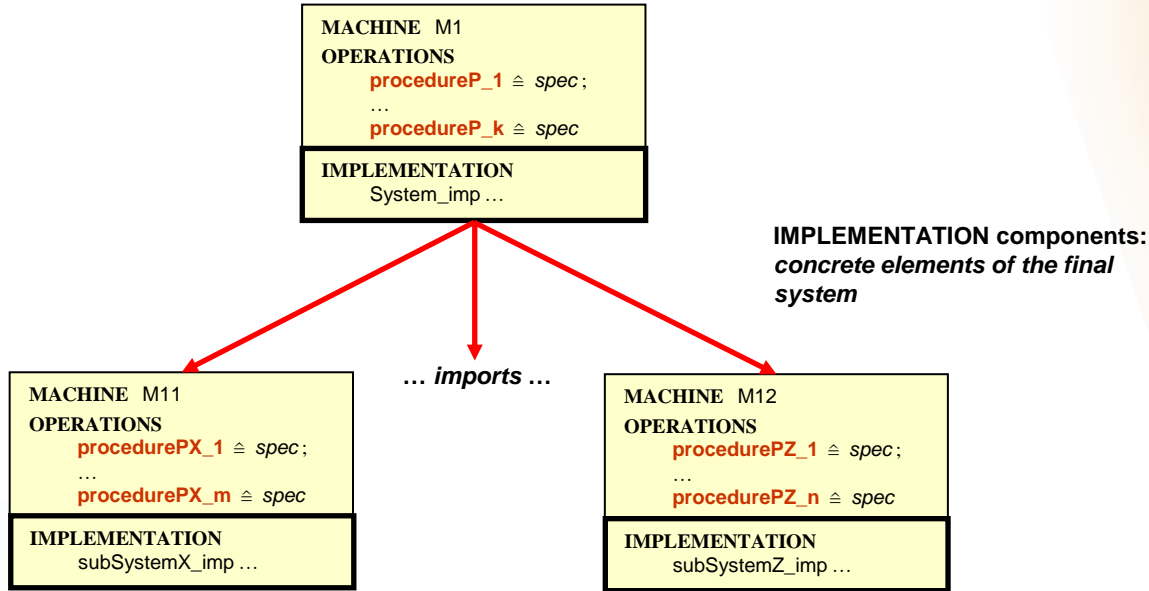 MACHINE M1
OPERATIONS
procedureP_1 ≙ spec ;
…
procedureP_k ≙ spec
IMPLEMENTATION
System_imp …
IMPLEMENTATION components:
concrete elements of the final
system
… imports …
MACHINE M11
OPERATIONS
procedurePX_1 ≙ spec ;
…
procedurePX_m ≙ spec
IMPLEMENTATION
subSystemX_imp …
MACHINE M12
OPERATIONS
procedurePZ_1 ≙ spec ;
…
procedurePZ_n ≙ spec
IMPLEMENTATION
subSystemZ_imp …